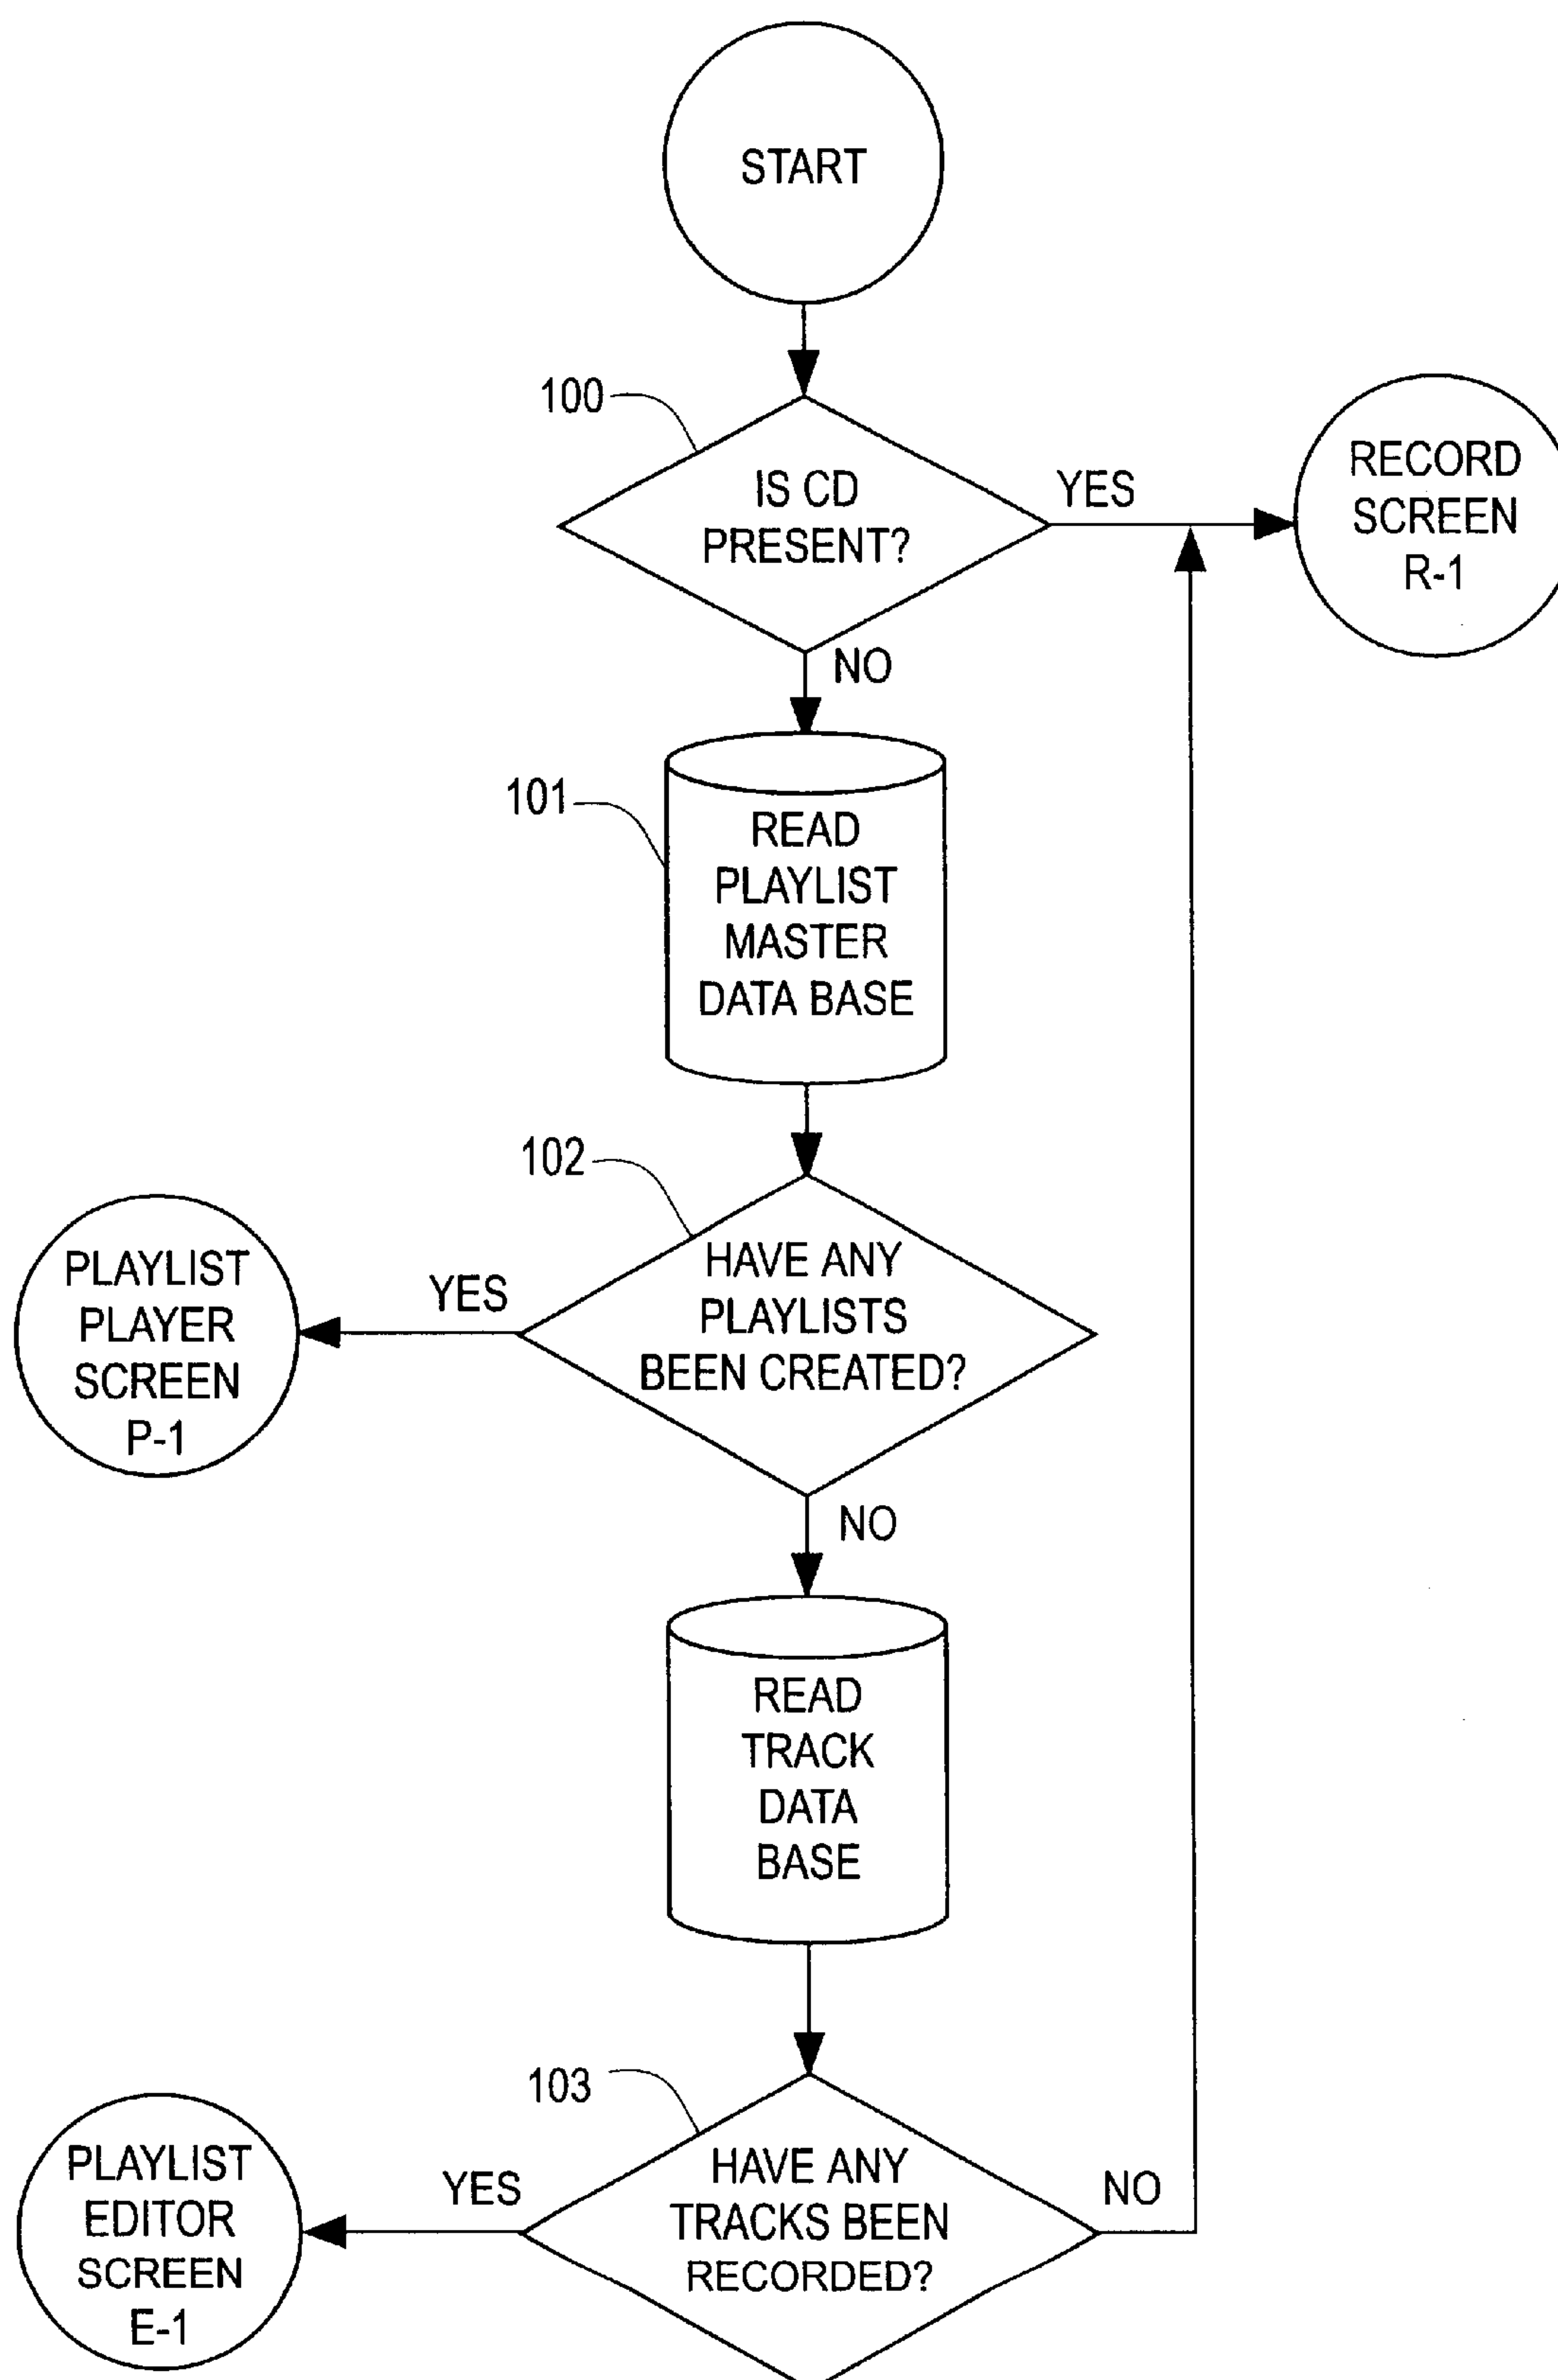 START
100
IS CD
PRESENT?
YES
RECORD
SCREEN
R-1
NO
101
READ
PLAYLIST
MASTER
DATA BASE
102
HAVE ANY
PLAYLISTS
BEEN CREATED?
YES
PLAYLIST
PLAYER
SCREEN
P-1
NO
READ
TRACK
DATA
BASE
103
HAVE ANY
TRACKS BEEN
RECORDED?
YES
NO
PLAYLIST
EDITOR
SCREEN
E-1